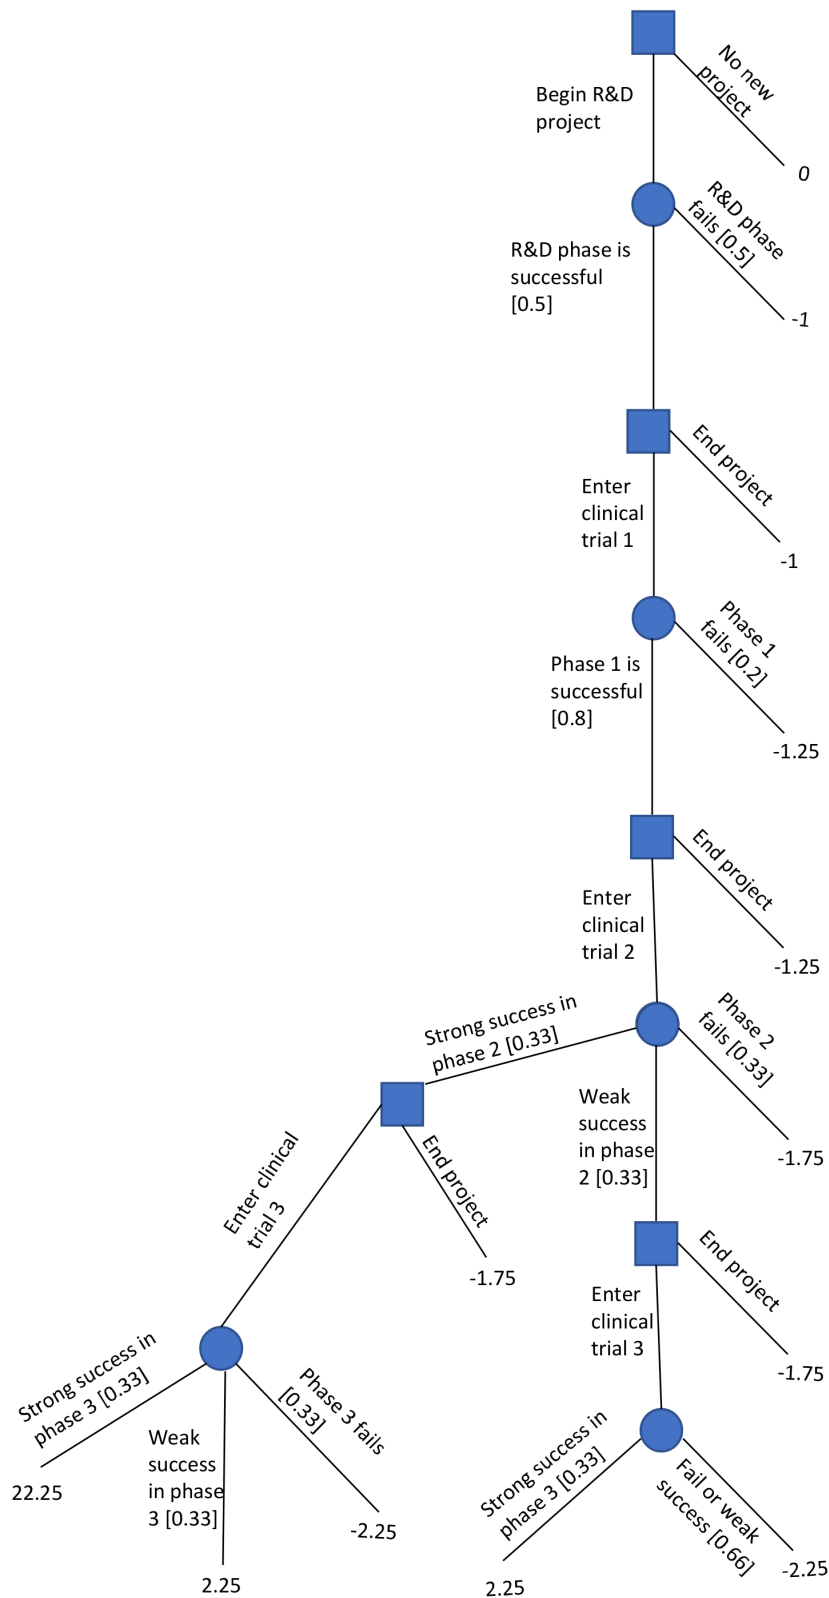 No new
project
Begin R&D
project
0
R&D phase
fails [0.5]
R&D phase is
successful
[0.5]
-1
End project
Enter
clinical
trial 1
-1
Phase 1
fails [0.2]
Phase 1 is
successful
[0.8]
-1.25
End project
Enter
clinical
trial 2
-1.25
Strong success in
phase 2 [0.33]
Phase 2
fails [0.33]
Weak
success
in phase
2 [0.33]
-1.75
Enter clinical
trial 3
End project
-1.75
End project
Enter
clinical
trial 3
-1.75
Strong success in
phase 3 [0.33]
Weak
success
in phase
3 [0.33]
Phase 3 fails
[0.33]
22.25
2.25
-2.25
Strong success in
phase 3 [0.33]
Fail or weak
success [0.66]
2.25
-2.25